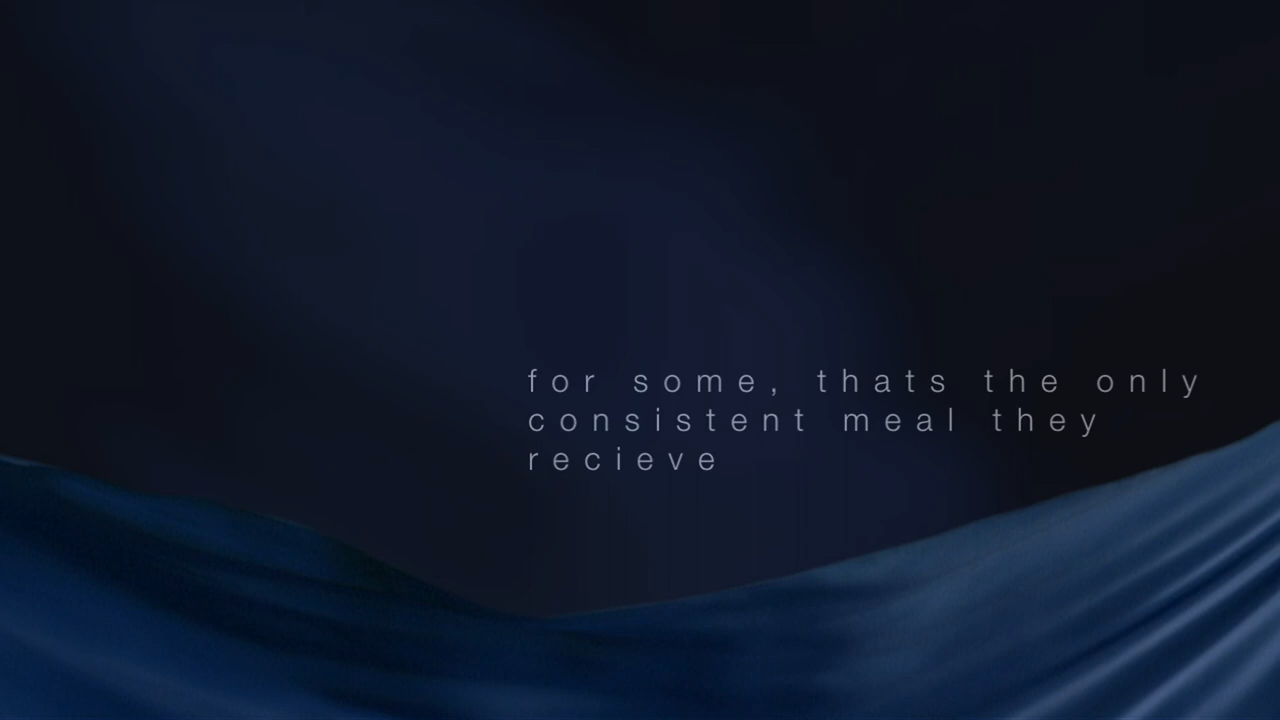 for some, thats the only
consistent meal they
recieve